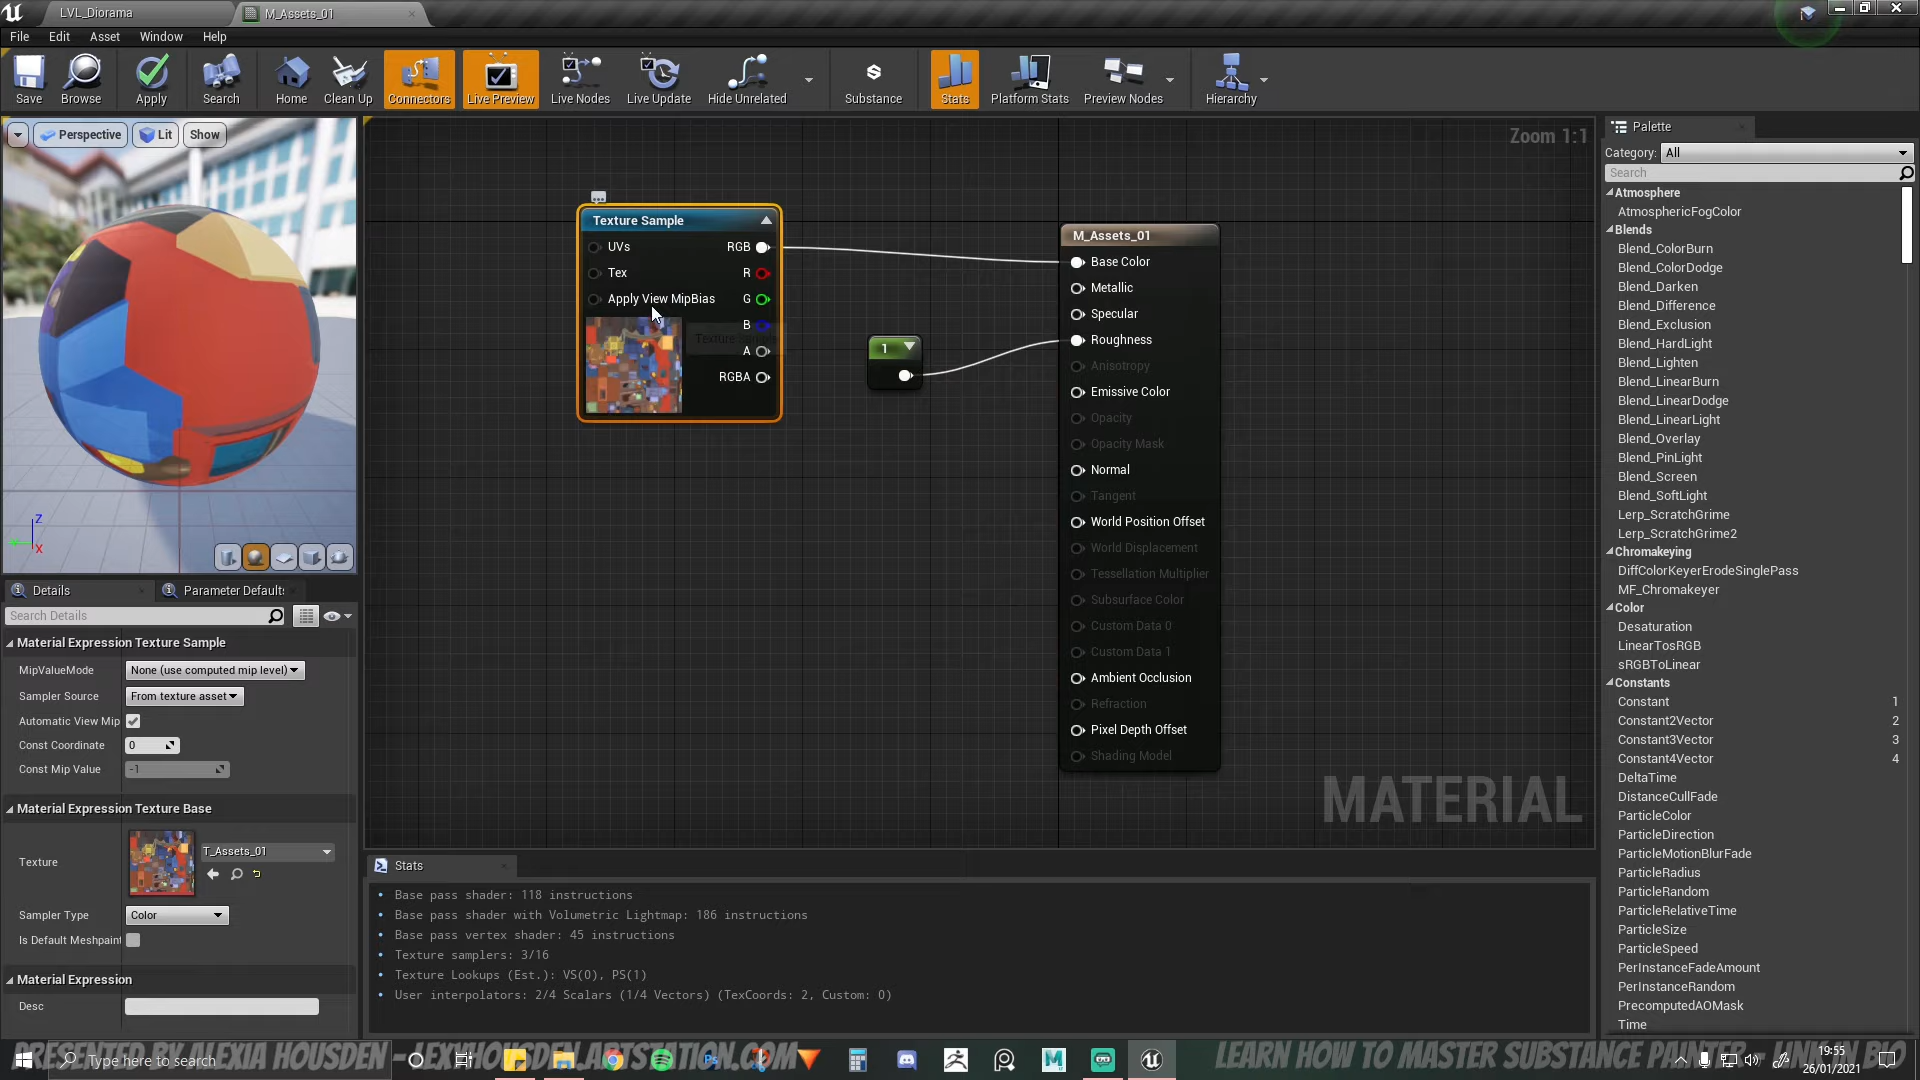 LVL_Diorama
M_Assets_01
File Edit Asset Window Help
Save Browse Apply Search Home Clean Up Connectors Live Preview Live Nodes Live Update Hide Unrelated Substance Stats Platform Stats Preview Nodes Hierarchy
Perspective Lit Show
Zoom 1:1
Texture Sample
UVs RGB
Tex R
Apply View MipBias G
B
A
RGBA
1
M_Assets_01
Base Color
Metallic
Specular
Roughness
Anisotropy
Emissive Color
Opacity
Opacity Mask
Normal
Tangent
World Position Offset
World Displacement
Tessellation Multiplier
Subsurface Color
Custom Data 0
Custom Data 1
Ambient Occlusion
Refraction
Pixel Depth Offset
Shading Model
MATERIAL
Z
X
Details Parameter Defaults
Search Details
Material Expression Texture Sample
MipValueMode None (use computed mip level)
Sampler Source From texture asset
Automatic View Mip
Const Coordinate 0
Const Mip Value -1
Material Expression Texture Base
Texture T_Assets_01
Sampler Type Color
Is Default Meshpaint
Material Expression
Desc
Stats
Base pass shader: 118 instructions
Base pass shader with Volumetric Lightmap: 186 instructions
Base pass vertex shader: 45 instructions
Texture samplers: 3/16
Texture Lookups (Est.): VS(0), PS(1)
User interpolators: 2/4 Scalars (1/4 Vectors) (TexCoords: 2, Custom: 0)
Palette
Category: All
Search
Atmosphere
AtmosphericFogColor
Blends
Blend_ColorBurn
Blend_ColorDodge
Blend_Darken
Blend_Difference
Blend_Exclusion
Blend_HardLight
Blend_Lighten
Blend_LinearBurn
Blend_LinearDodge
Blend_LinearLight
Blend_Overlay
Blend_PinLight
Blend_Screen
Blend_SoftLight
Lerp_ScratchGrime
Lerp_ScratchGrime2
Chromakeying
DiffColorKeyerErodeSinglePass
MF_Chromakeyer
Color
Desaturation
LinearTosRGB
sRGBToLinear
Constants
Constant 1
Constant2Vector 2
Constant3Vector 3
Constant4Vector 4
DeltaTime
DistanceCullFade
ParticleColor
ParticleDirection
ParticleMotionBlurFade
ParticleRadius
ParticleRandom
ParticleRelativeTime
ParticleSize
ParticleSpeed
PerInstanceFadeAmount
PerInstanceRandom
PrecomputedAOMask
Time
Type here to search
PRESENTED BY ALEXIA HOUSDEN - LEXYHOUSDEN.ARTSTATION.COM
LEARN HOW TO MASTER SUBSTANCE PAINTER - LINK IN BIO
19:55
26/01/2021